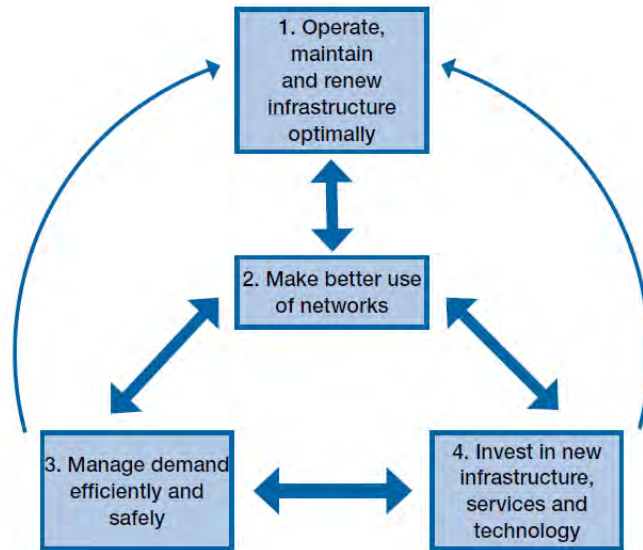 1. Operate,
maintain
and renew
infrastructure
optimally
2. Make better use
of networks
3. Manage demand
efficiently and
safely
4. Invest in new
infrastructure,
services and
technology